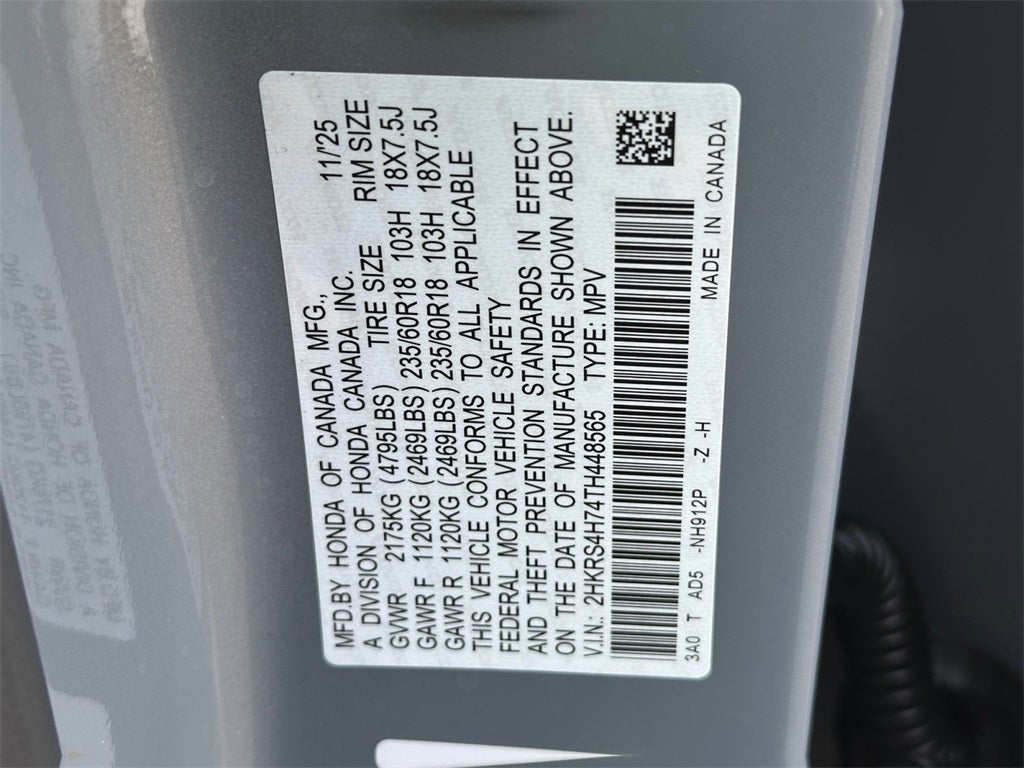 MFD.BY HONDA OF CANADA MFG., 11/'25
A DIVISION OF HONDA CANADA INC.
GVWR 2175KG (4795LBS) TIRE SIZE RIM SIZE
GAWR F 1120KG (2469LBS) 235/60R18 103H 18X7.5J
GAWR R 1120KG (2469LBS) 235/60R18 103H 18X7.5J
THIS VEHICLE CONFORMS TO ALL APPLICABLE
FEDERAL MOTOR VEHICLE SAFETY
AND THEFT PREVENTION STANDARDS IN EFFECT
ON THE DATE OF MANUFACTURE SHOWN ABOVE.
V.I.N.: 2HKRS4H74TH448565 TYPE: MPV
3A0 T AD5 -NH912P -Z -H MADE IN CANADA